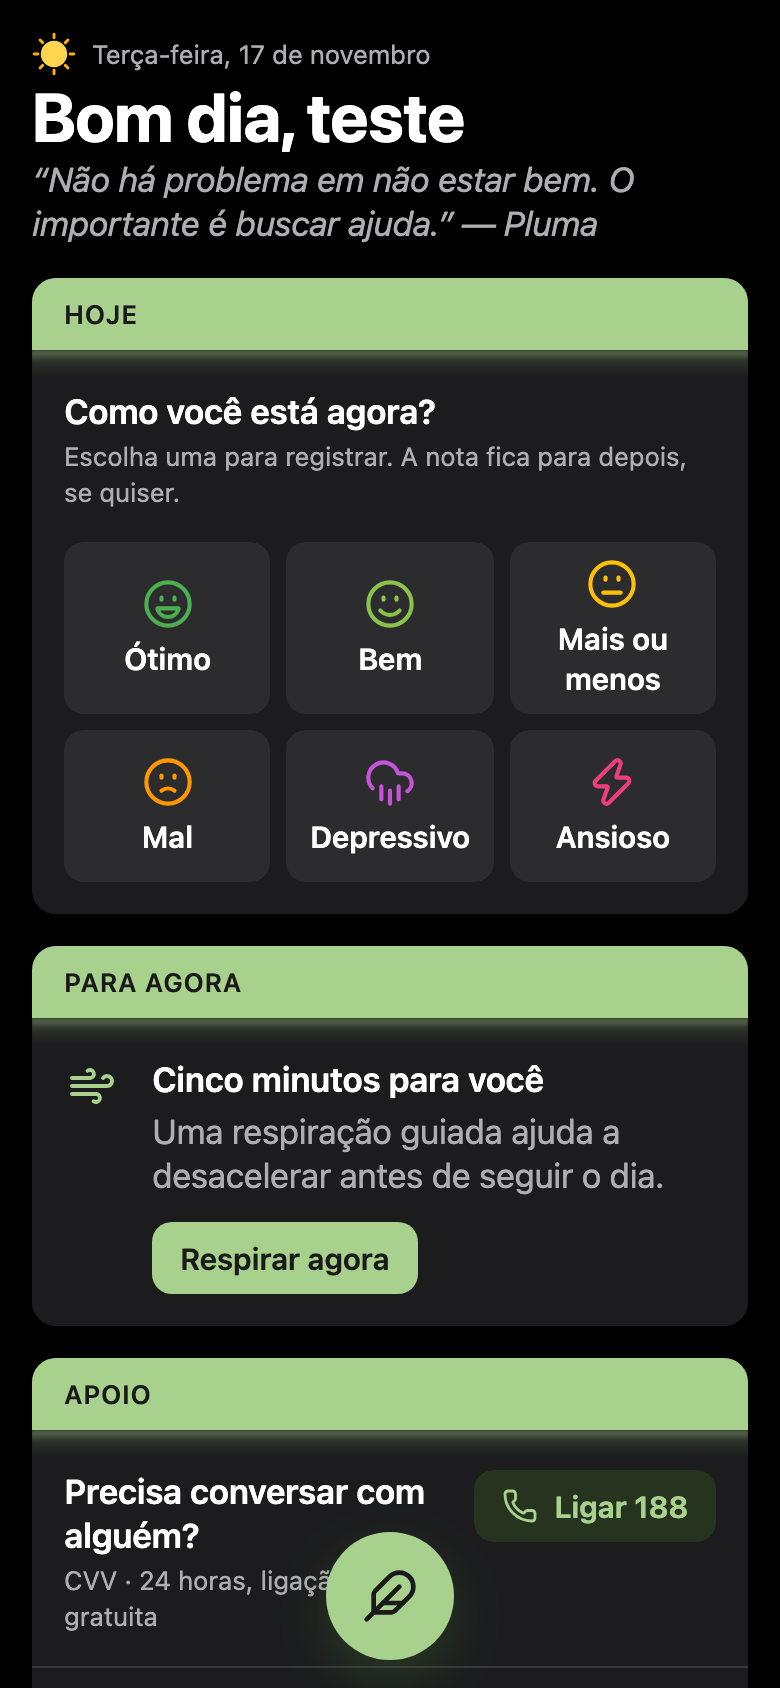 Terça-feira, 17 de novembro
Bom dia, teste
“Não há problema em não estar bem. O
importante é buscar ajuda.” — Pluma
HOJE
Como você está agora?
Escolha uma para registrar. A nota fica para depois,
se quiser.
Ótimo
Bem
Mais ou
menos
Mal
Depressivo
Ansioso
PARA AGORA
Cinco minutos para você
Uma respiração guiada ajuda a
desacelerar antes de seguir o dia.
Respirar agora
APOIO
Precisa conversar com
alguém?
Ligar 188
CVV · 24 horas, ligaçã
gratuita